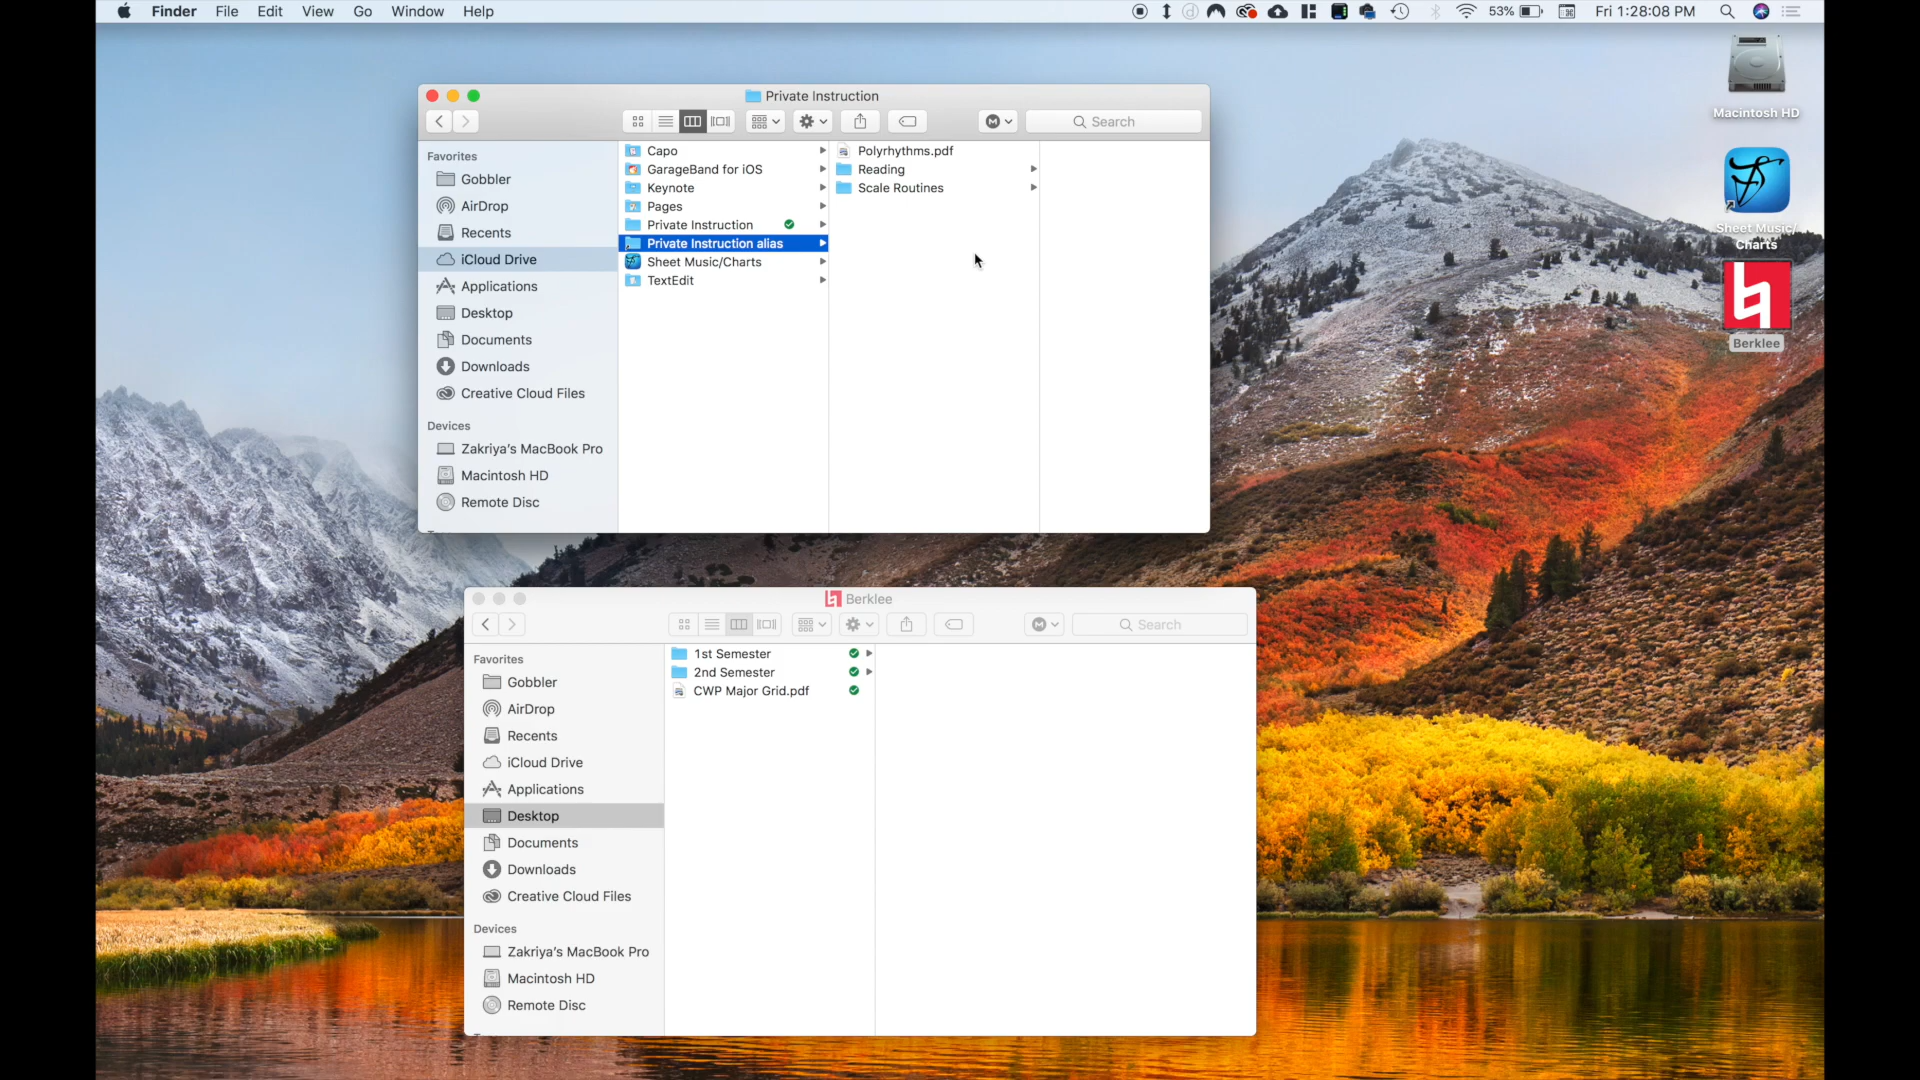 Finder File Edit View Go Window Help
53% Fri 1:28:08 PM
Macintosh HD
Sheet Music/
Charts
Berklee
Private Instruction
Search
Favorites
Gobbler
AirDrop
Recents
iCloud Drive
Applications
Desktop
Documents
Downloads
Creative Cloud Files
Devices
Zakriya's MacBook Pro
Macintosh HD
Remote Disc
Capo
GarageBand for iOS
Keynote
Pages
Private Instruction
Private Instruction alias
Sheet Music/Charts
TextEdit
Polyrhythms.pdf
Reading
Scale Routines
Berklee
Search
Favorites
Gobbler
AirDrop
Recents
iCloud Drive
Applications
Desktop
Documents
Downloads
Creative Cloud Files
Devices
Zakriya's MacBook Pro
Macintosh HD
Remote Disc
1st Semester
2nd Semester
CWP Major Grid.pdf